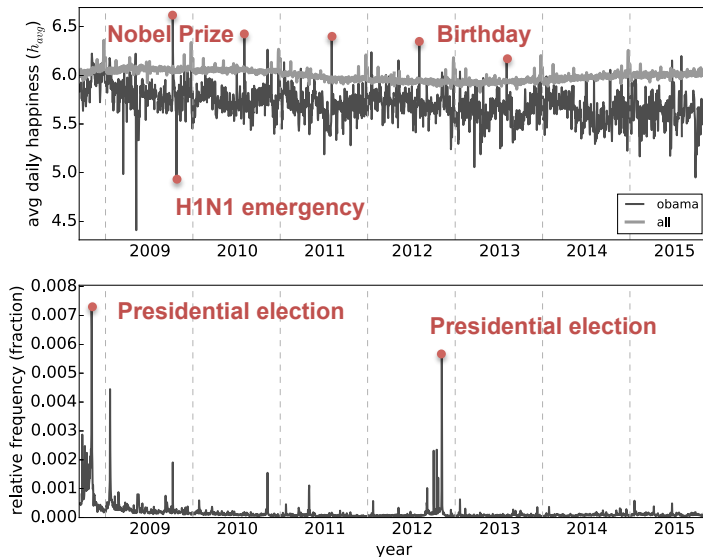 avg daily happiness (h_avg)
6.5
6.0
5.5
5.0
4.5
Nobel Prize
Birthday
H1N1 emergency
obama
all
2009 2010 2011 2012 2013 2014 2015
relative frequency (fraction)
0.008
0.007
0.006
0.005
0.004
0.003
0.002
0.001
0.000
Presidential election
Presidential election
2009 2010 2011 2012 2013 2014 2015
year